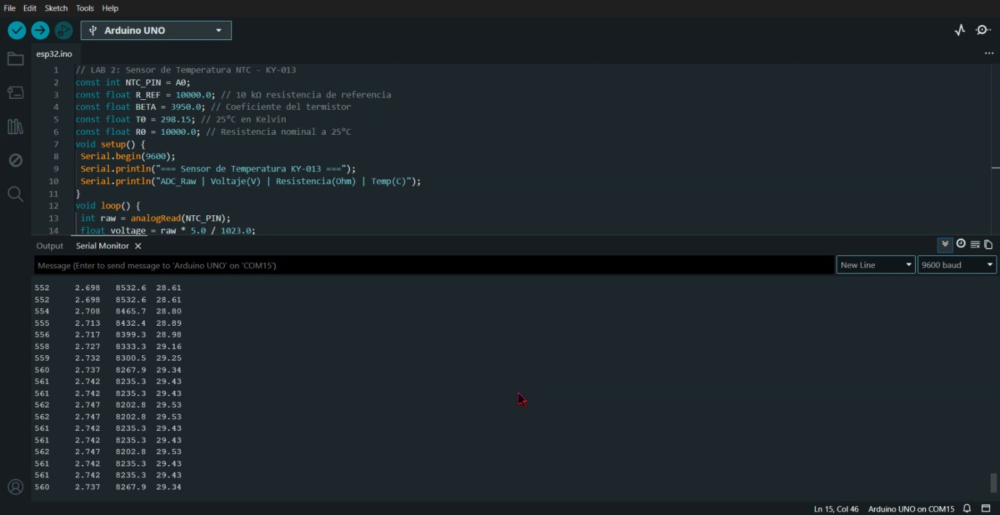 File Edit Sketch Tools Help
Arduino UNO
esp32.ino
1 // LAB 2: Sensor de Temperatura NTC - KY-013
2 const int NTC_PIN = A0;
3 const float R_REF = 10000.0; // 10 kΩ resistencia de referencia
4 const float BETA = 3950.0; // Coeficiente del termistor
5 const float T0 = 298.15; // 25°C en Kelvin
6 const float R0 = 10000.0; // Resistencia nominal a 25°C
7 void setup() {
8 Serial.begin(9600);
9 Serial.println("=== Sensor de Temperatura KY-013 ===");
10 Serial.println("ADC_Raw | Voltaje(V) | Resistencia(Ohm) | Temp(C)");
11 }
12 void loop() {
13 int raw = analogRead(NTC_PIN);
14 float voltage = raw * 5.0 / 1023.0;
Output Serial Monitor
Message (Enter to send message to 'Arduino UNO' on 'COM15') New Line 9600 baud
552 2.698 8532.6 28.61
552 2.698 8532.6 28.61
554 2.708 8465.7 28.80
555 2.713 8432.4 28.89
556 2.717 8399.3 28.98
558 2.727 8333.3 29.16
559 2.732 8300.5 29.25
560 2.737 8267.9 29.34
561 2.742 8235.3 29.43
561 2.742 8235.3 29.43
562 2.747 8202.8 29.53
562 2.747 8202.8 29.53
561 2.742 8235.3 29.43
561 2.742 8235.3 29.43
562 2.747 8202.8 29.53
561 2.742 8235.3 29.43
561 2.742 8235.3 29.43
560 2.737 8267.9 29.34
Ln 15, Col 46 Arduino UNO on COM15